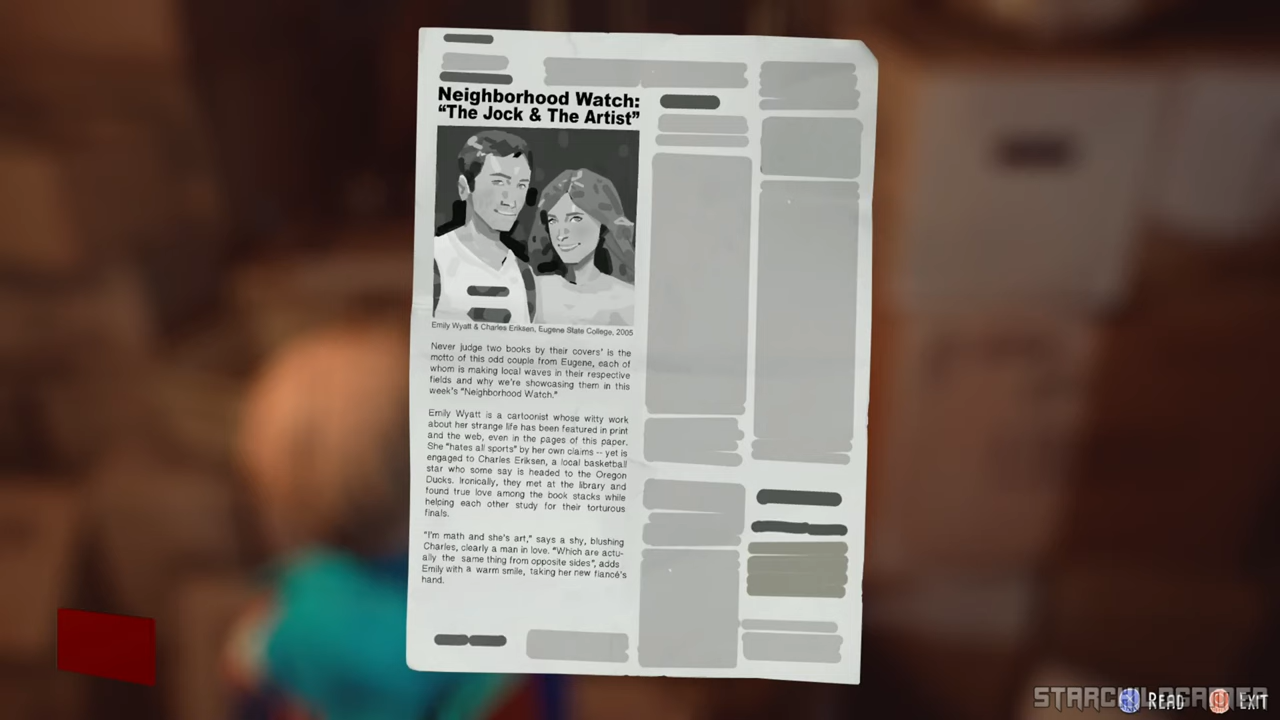 Neighborhood Watch:
“The Jock & The Artist”
Emily Wyatt & Charles Eriksen, Eugene State College, 2005
Never judge two books by their covers' is the
motto of this odd couple from Eugene, each of
whom is making local waves in their respective
fields and why we're showcasing them in this
week's "Neighborhood Watch."
Emily Wyatt is a cartoonist whose witty work
about her strange life has been featured in print
and the web, even in the pages of this paper.
She "hates all sports" by her own claims -- yet is
engaged to Charles Eriksen, a local basketball
star who some say is headed to the Oregon
Ducks. Ironically, they met at the library and
found true love among the book stacks while
helping each other study for their torturous
finals.
"I'm math and she's art," says a shy, blushing
Charles, clearly a man in love. "Which are actu-
ally the same thing from opposite sides", adds
Emily with a warm smile, taking her new fiancé's
hand.
READ
EXIT